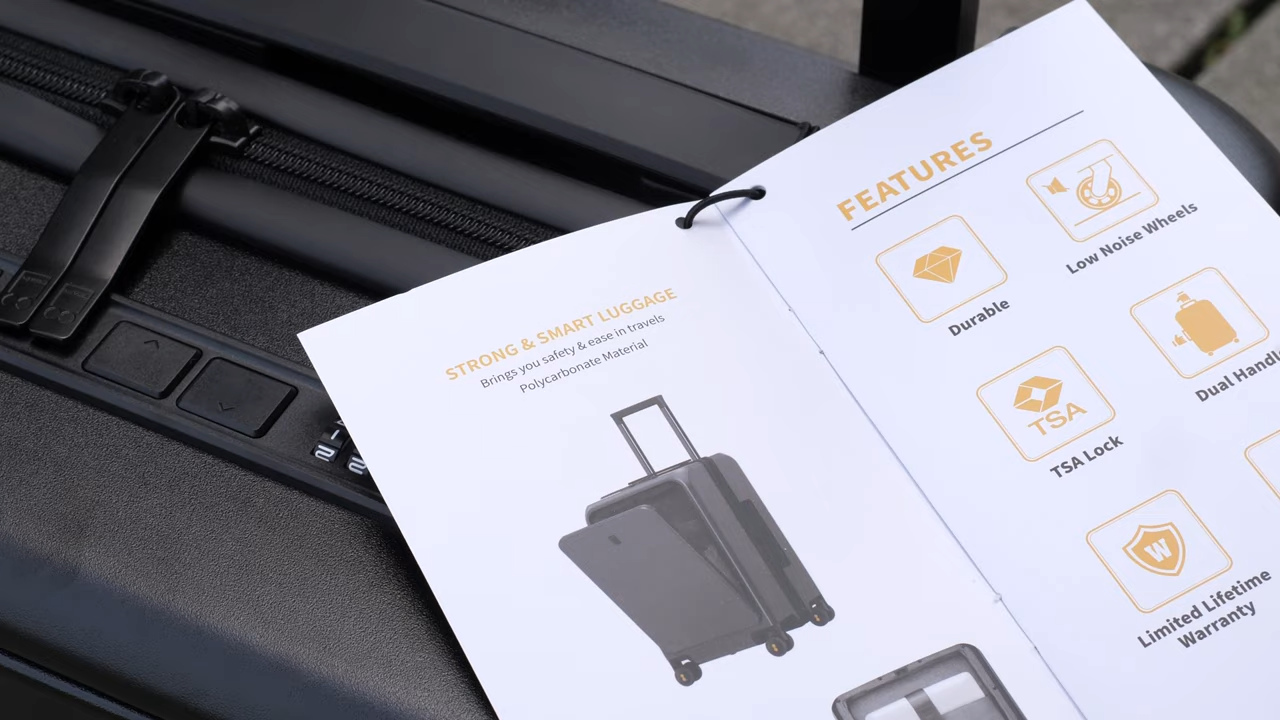 STRONG & SMART LUGGAGE
Brings you safety & ease in travels
Polycarbonate Material
FEATURES
Durable
Low Noise Wheels
TSA
TSA Lock
Dual
W
Limited Lifetime
Warranty